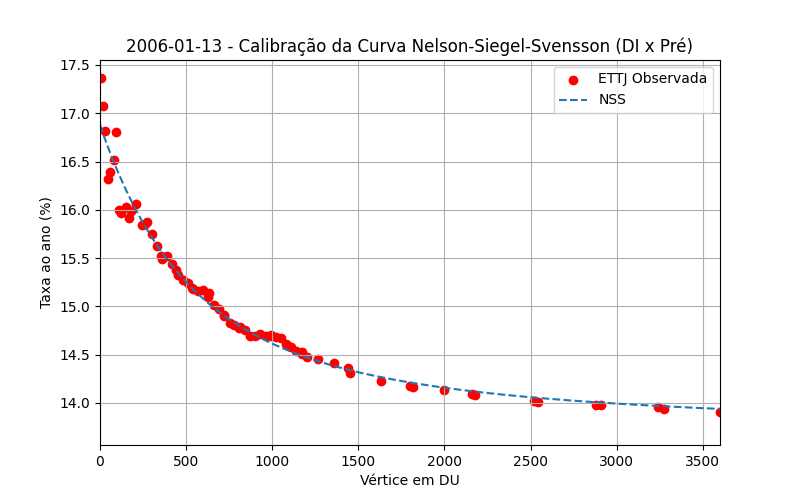 2006-01-13 - Calibração da Curva Nelson-Siegel-Svensson (DI x Pré)
ETTJ Observada
NSS
Taxa ao ano (%)
17.5
17.0
16.5
16.0
15.5
15.0
14.5
14.0
0 500 1000 1500 2000 2500 3000 3500
Vértice em DU